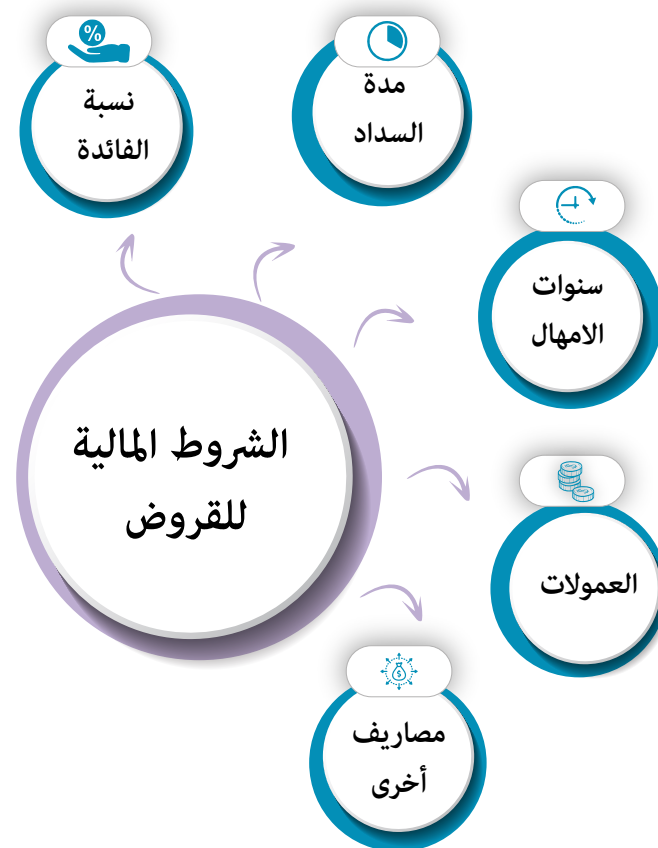 نسبة
الفائدة
مدة
السداد
سنوات
الامهال
الشروط المالية
للقروض
العمولات
مصاريف
أخرى